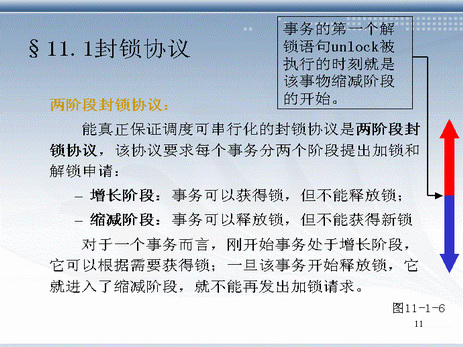 §11.1封锁协议
事务的第一个解
锁语句unlock被
执行的时刻就是
该事物缩减阶段
的开始。
两阶段封锁协议：
能真正保证调度可串行化的封锁协议是两阶段封
锁协议，该协议要求每个事务分两个阶段提出加锁和
解锁申请：
– 增长阶段：事务可以获得锁，但不能释放锁；
– 缩减阶段：事务可以释放锁，但不能获得新锁
对于一个事务而言，刚开始事务处于增长阶段，
它可以根据需要获得锁；一旦该事务开始释放锁，它
就进入了缩减阶段，就不能再发出加锁请求。
图11-1-6
11